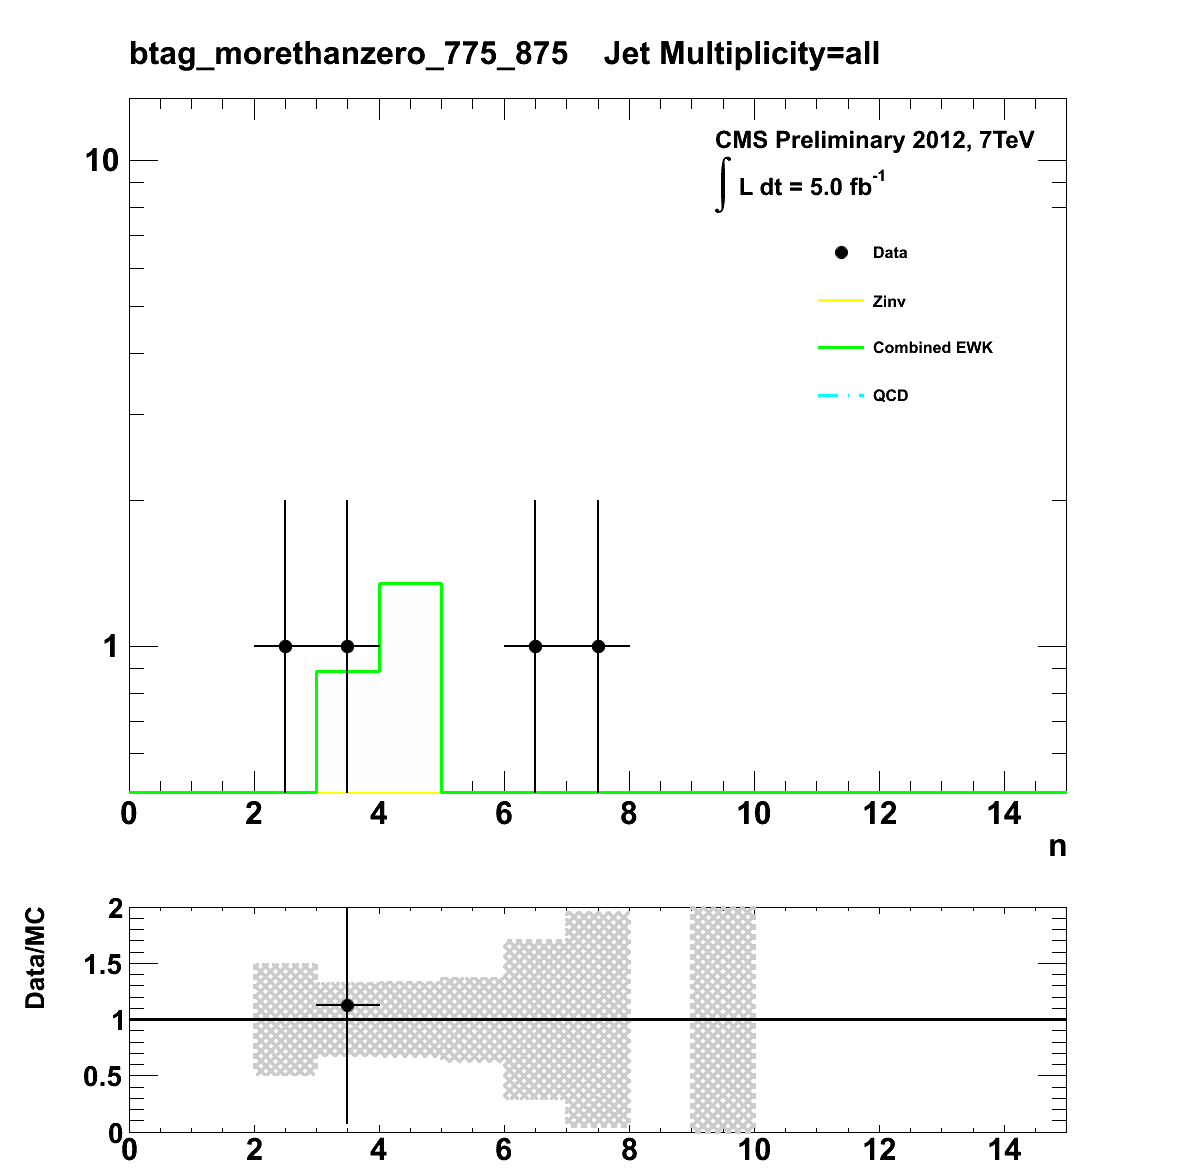 btag_morethanzero_775_875 Jet Multiplicity=all
CMS Preliminary 2012, 7TeV
∫ L dt = 5.0 fb⁻¹
Data
Zinv
Combined EWK
QCD
10
1
0 2 4 6 8 10 12 14
n
Data/MC
2
1.5
1
0.5
0
0 2 4 6 8 10 12 14